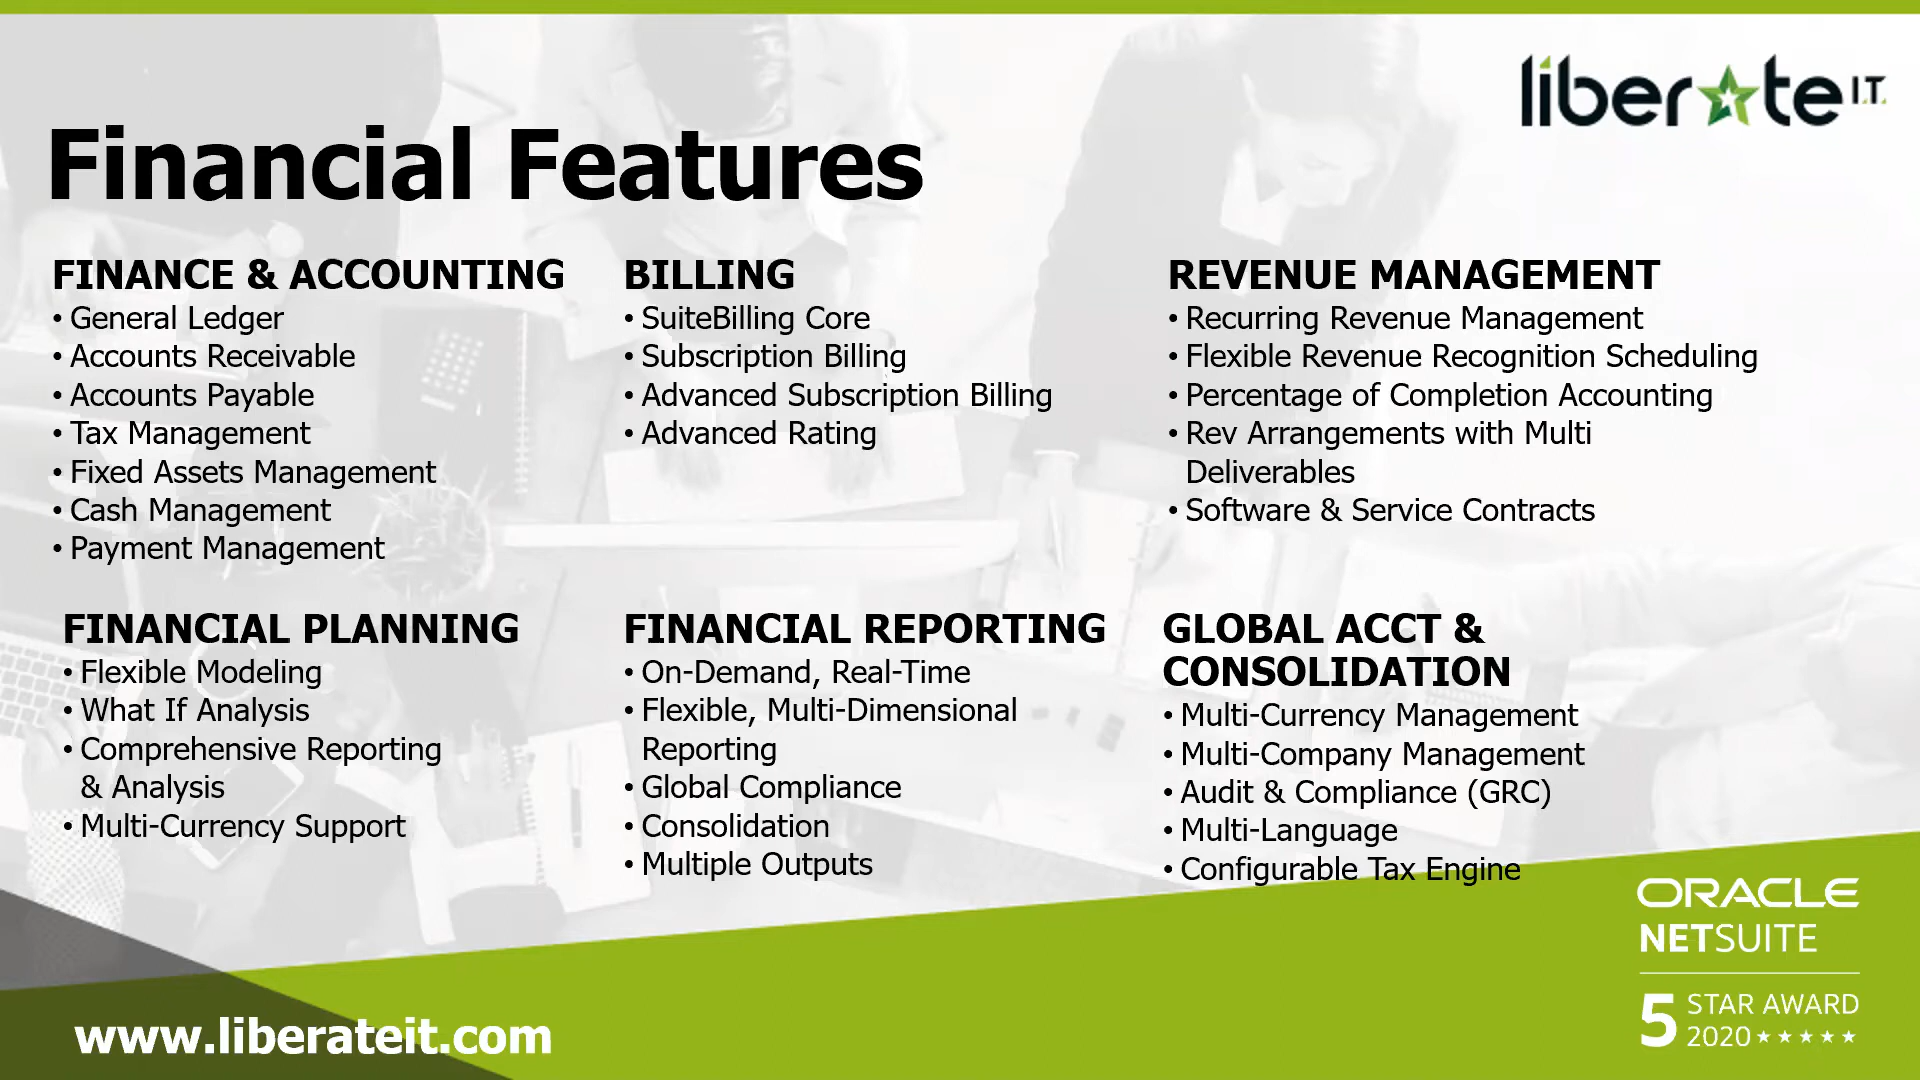 liberate I.T.
Financial Features
FINANCE & ACCOUNTING
• General Ledger
• Accounts Receivable
• Accounts Payable
• Tax Management
• Fixed Assets Management
• Cash Management
• Payment Management
BILLING
• SuiteBilling Core
• Subscription Billing
• Advanced Subscription Billing
• Advanced Rating
REVENUE MANAGEMENT
• Recurring Revenue Management
• Flexible Revenue Recognition Scheduling
• Percentage of Completion Accounting
• Rev Arrangements with Multi
Deliverables
• Software & Service Contracts
FINANCIAL PLANNING
• Flexible Modeling
• What If Analysis
• Comprehensive Reporting
& Analysis
• Multi-Currency Support
FINANCIAL REPORTING
• On-Demand, Real-Time
• Flexible, Multi-Dimensional
Reporting
• Global Compliance
• Consolidation
• Multiple Outputs
GLOBAL ACCT &
CONSOLIDATION
• Multi-Currency Management
• Multi-Company Management
• Audit & Compliance (GRC)
• Multi-Language
• Configurable Tax Engine
ORACLE
NETSUITE
5 STAR AWARD
2020 ★★★★★
www.liberateit.com